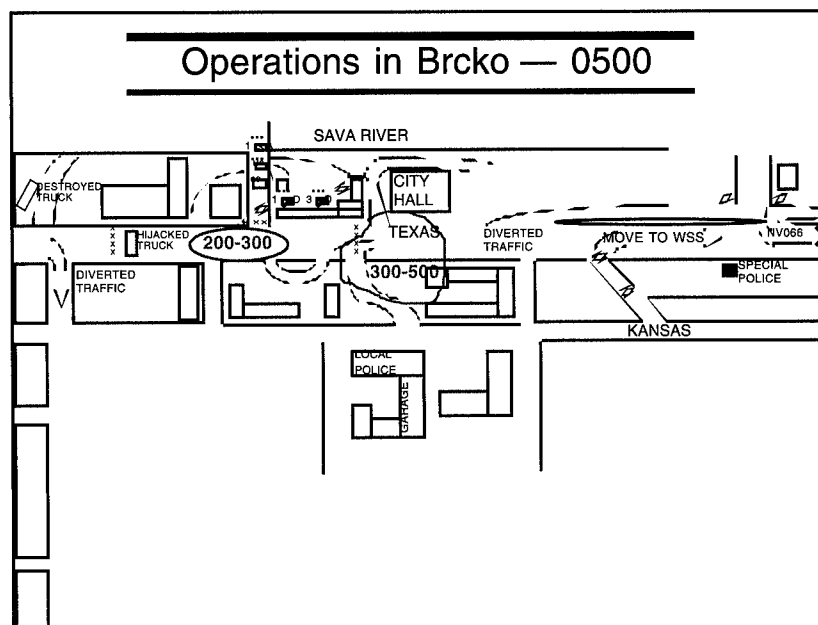 Operations in Brcko — 0500
SAVA RIVER
DESTROYED
TRUCK
CITY
HALL
HIJACKED
TRUCK
200-300
TEXAS
DIVERTED
TRAFFIC
MOVE TO WSS
NV066
DIVERTED
TRAFFIC
300-500
SPECIAL
POLICE
KANSAS
LOCAL
POLICE
GARAGE